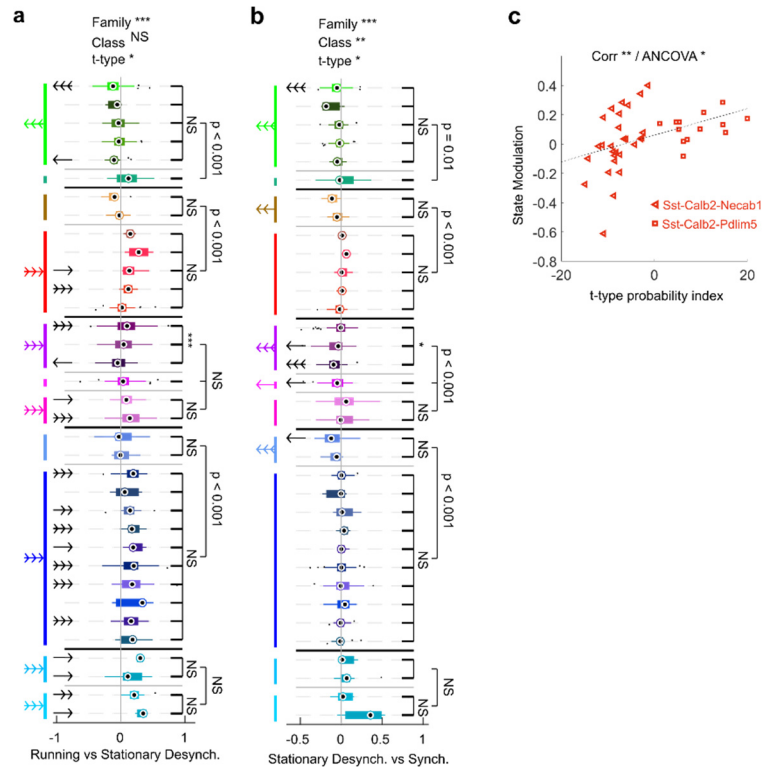 a
Family ***
Class NS
t-type *
NS
p < 0.001
NS
p < 0.001
NS
***
NS
NS
NS
p < 0.001
NS
NS
NS
NS
-1
0
1
Running vs Stationary Desynch.
b
Family ***
Class **
t-type *
NS
p = 0.01
NS
p < 0.001
NS
*
p < 0.001
NS
NS
p < 0.001
NS
NS
-0.5
0
0.5
1
Stationary Desynch. vs Synch.
c
Corr ** / ANCOVA *
State Modulation
0.4
0.2
0
-0.2
-0.4
-0.6
-0.8
Sst-Calb2-Necab1
Sst-Calb2-Pdlim5
-20
0
20
t-type probability index